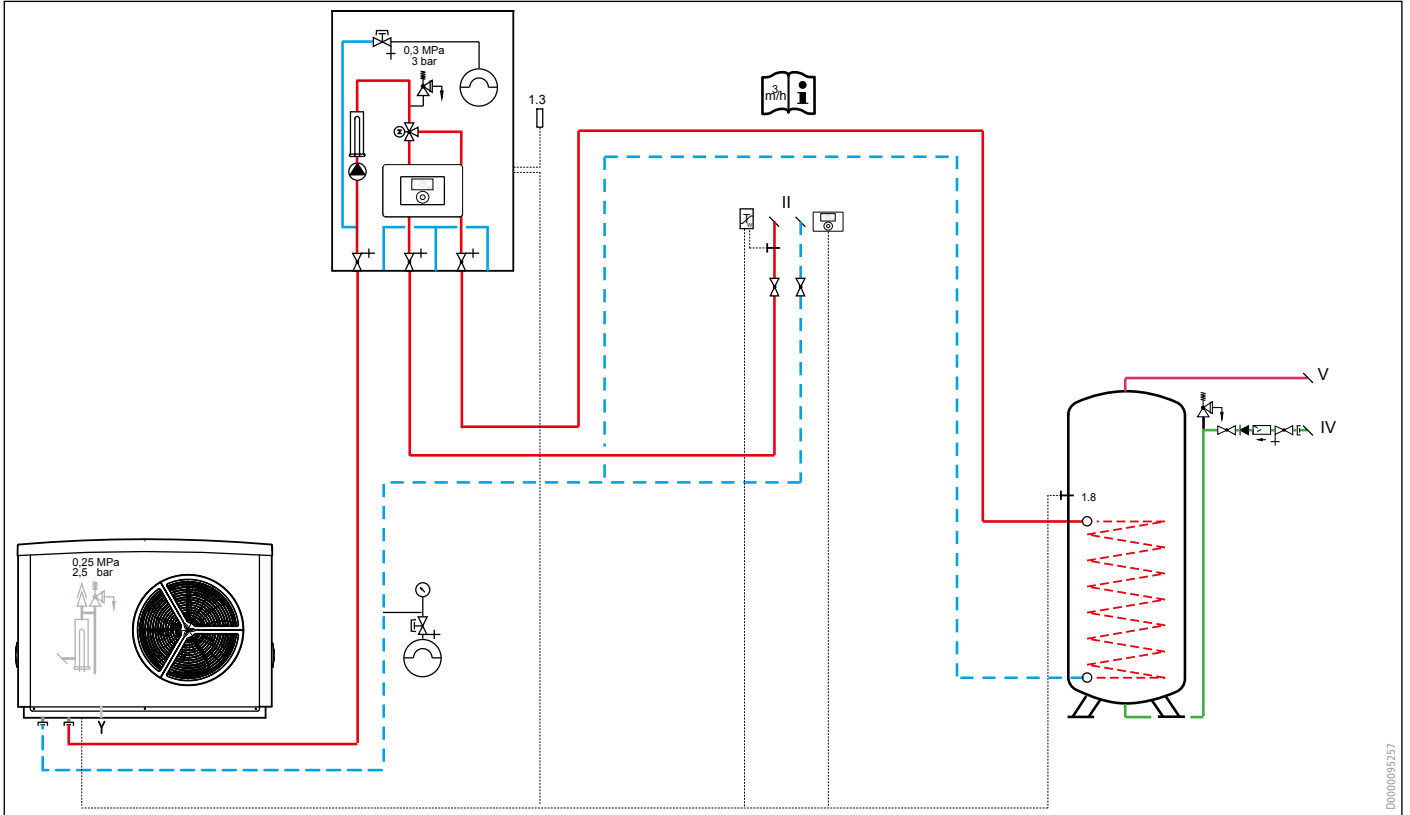 0,3 MPa
3 bar
1.3
m³/h i
II
V
IV
1.8
0,25 MPa
2,5 bar
D0000095257